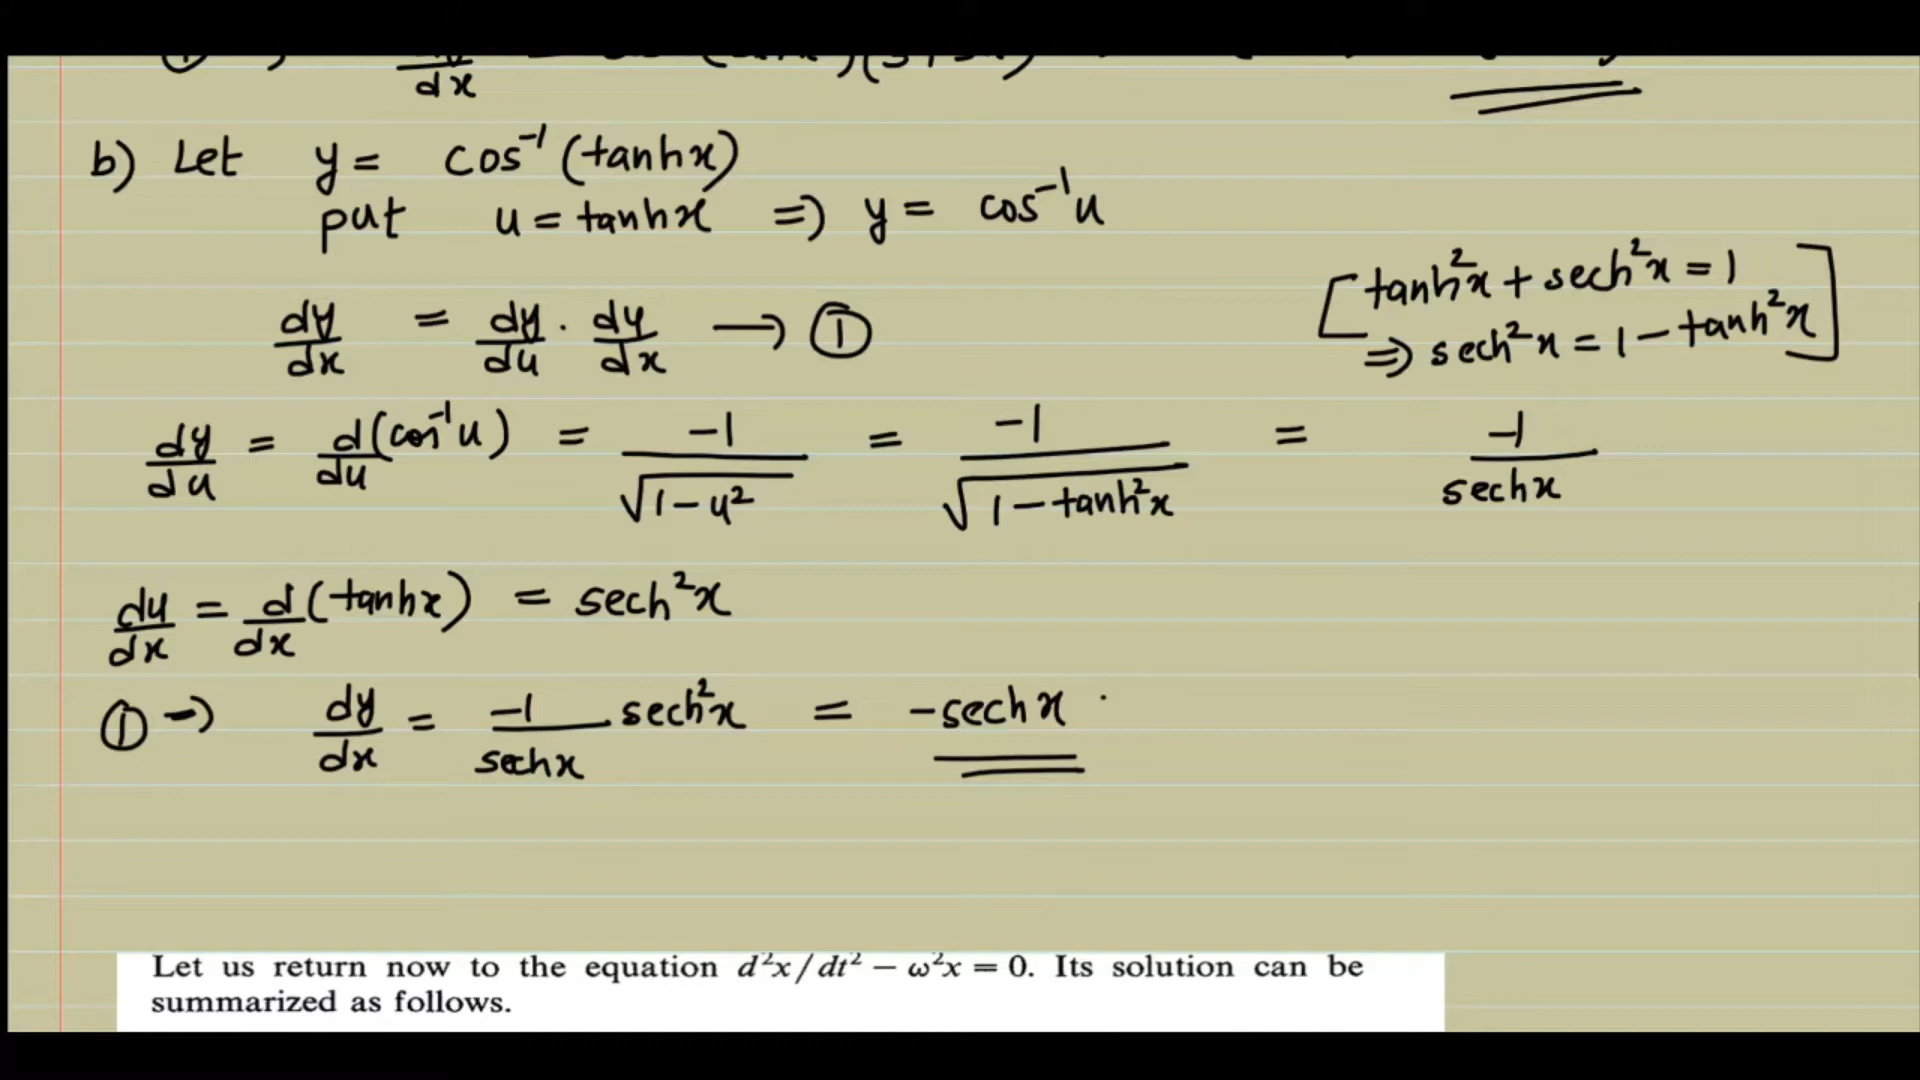 dx
b) Let y = cos⁻¹(tanhx)
put u = tanhx ⇒ y = cos⁻¹u
[tanh²x + sech²x = 1
⇒ sech²x = 1 - tanh²x]
dy/dx = dy/du · dy/dx → ①
dy/du = d/du (cos⁻¹u) = -1/√(1-u²) = -1/√(1-tanh²x) = -1/sechx
du/dx = d/dx (tanhx) = sech²x
① → dy/dx = -1/sechx sech²x = -sechx .
Let us return now to the equation d²x/dt² − ω²x = 0. Its solution can be
summarized as follows.